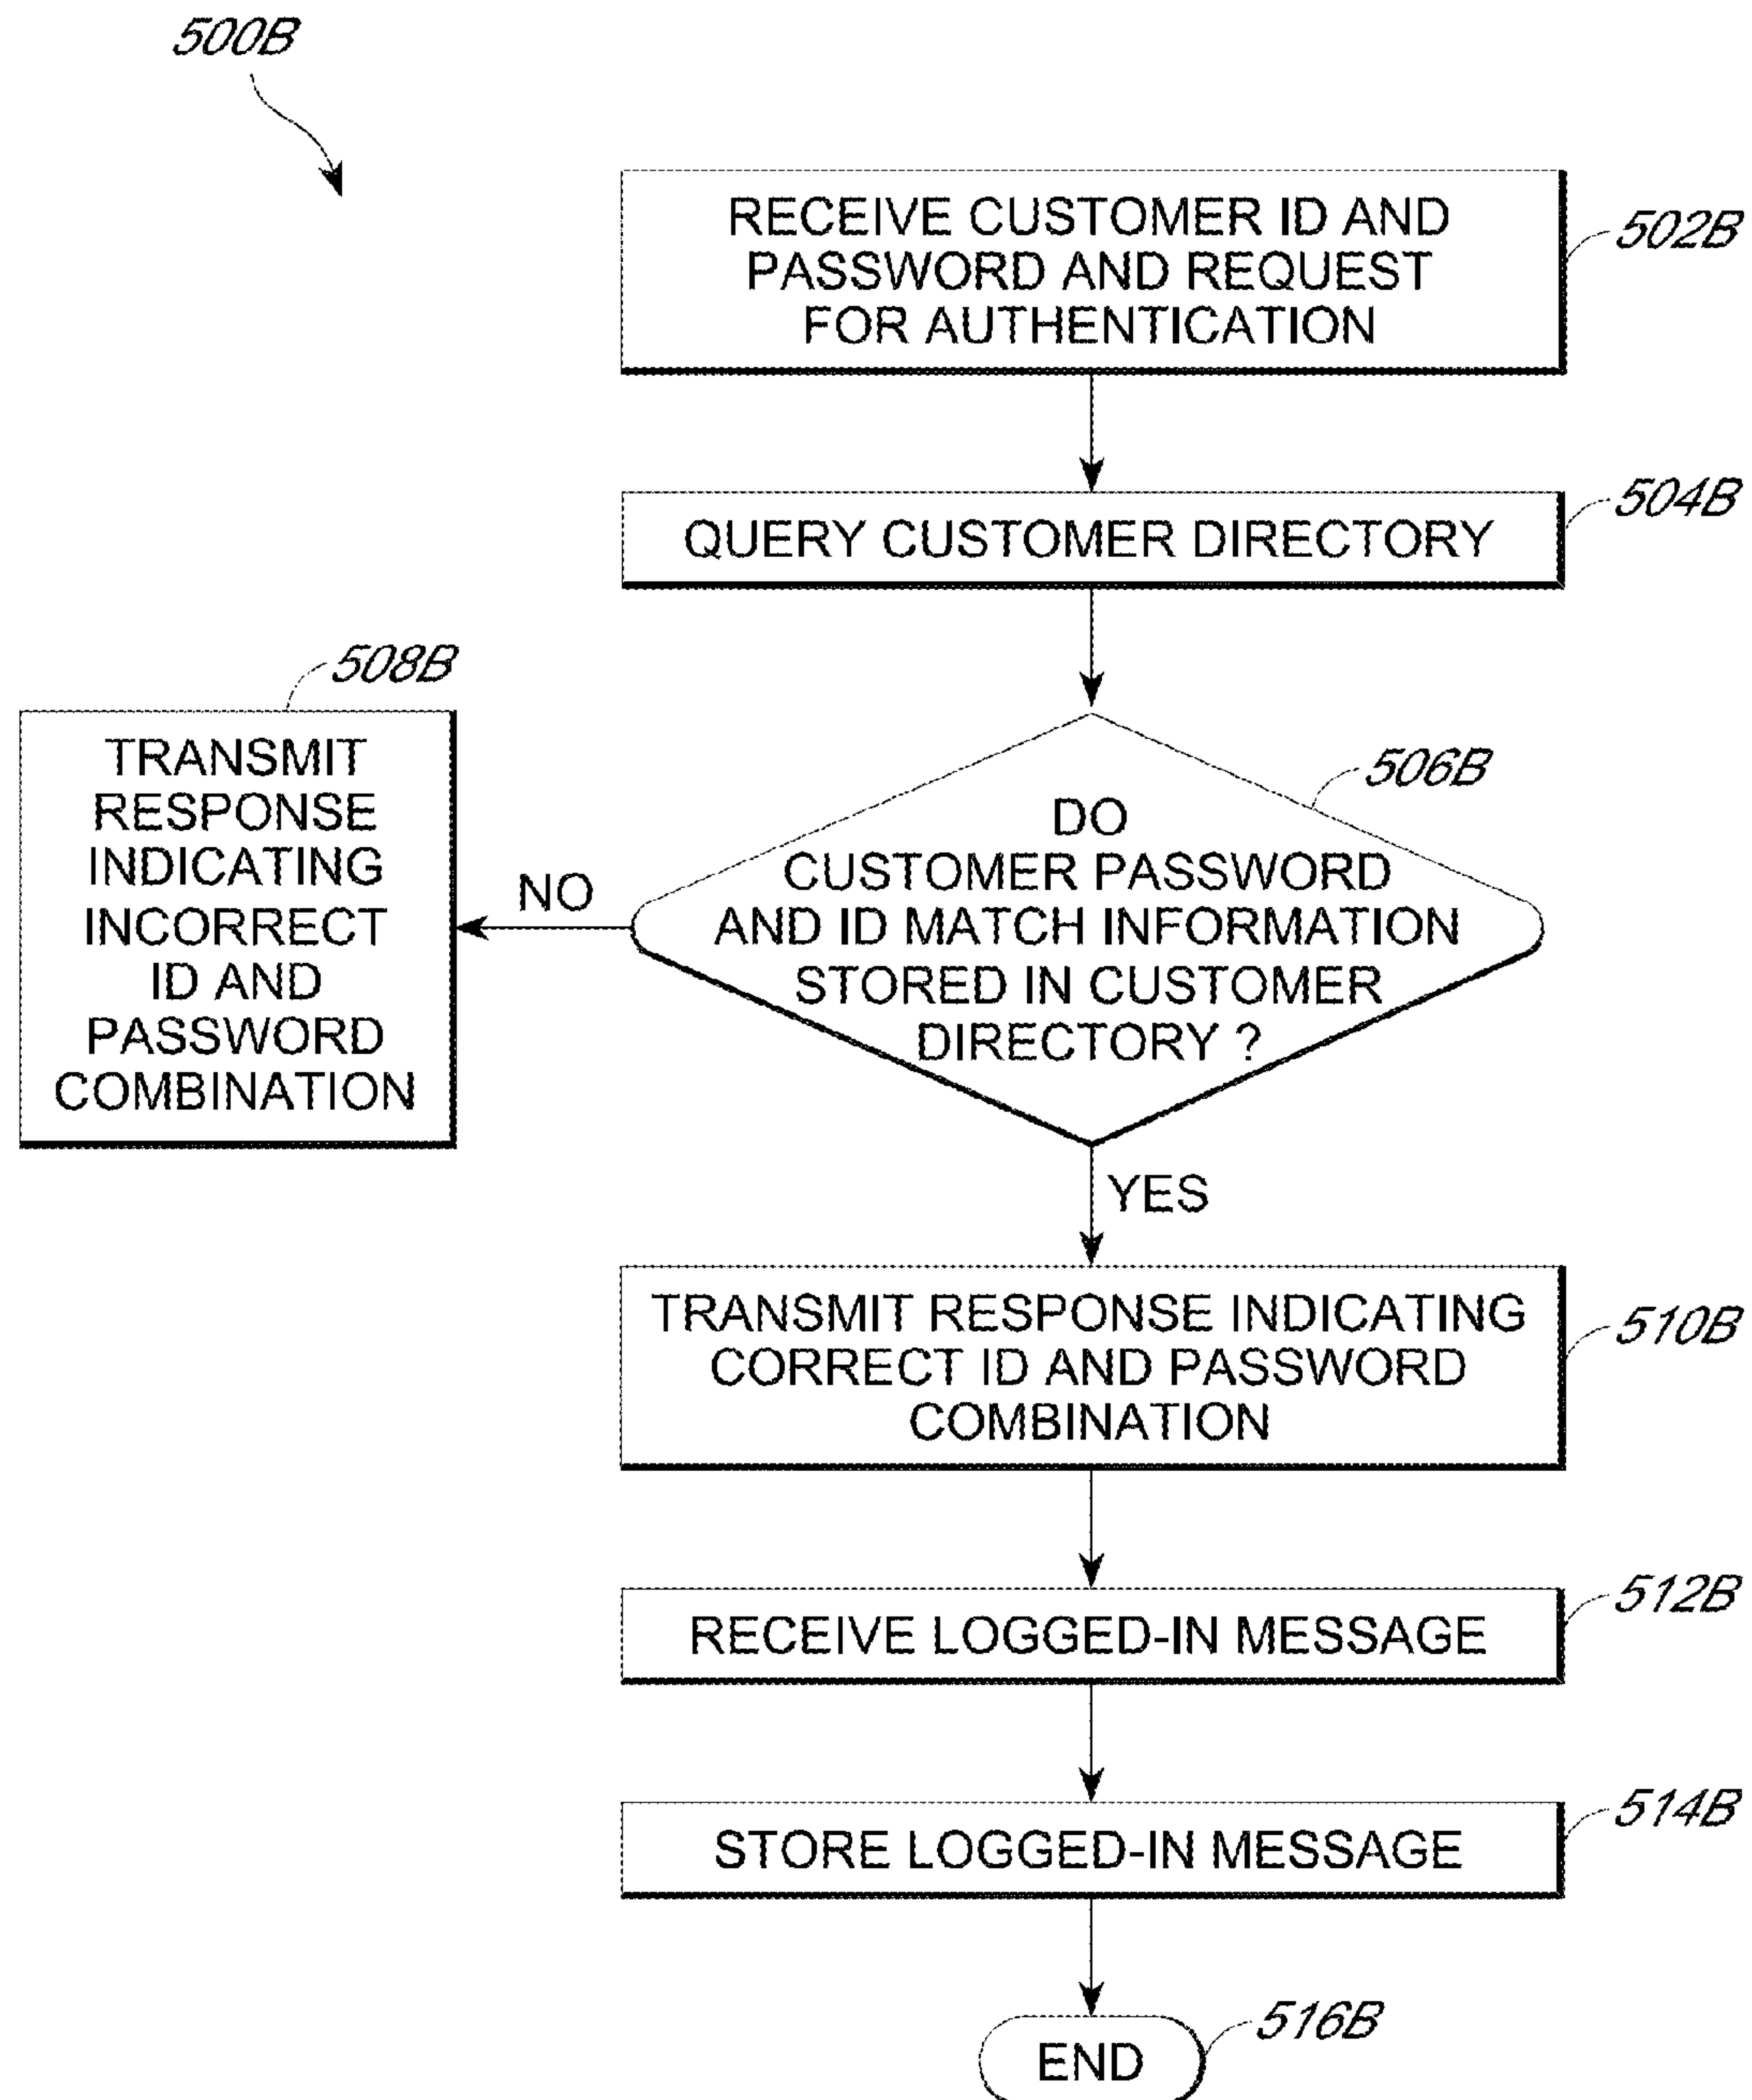 500B
RECEIVE CUSTOMER ID AND
PASSWORD AND REQUEST
FOR AUTHENTICATION
502B
QUERY CUSTOMER DIRECTORY
504B
DO
CUSTOMER PASSWORD
AND ID MATCH INFORMATION
STORED IN CUSTOMER
DIRECTORY ?
506B
NO
508B
TRANSMIT
RESPONSE
INDICATING
INCORRECT
ID AND
PASSWORD
COMBINATION
YES
TRANSMIT RESPONSE INDICATING
CORRECT ID AND PASSWORD
COMBINATION
510B
RECEIVE LOGGED-IN MESSAGE
512B
STORE LOGGED-IN MESSAGE
514B
END
516B